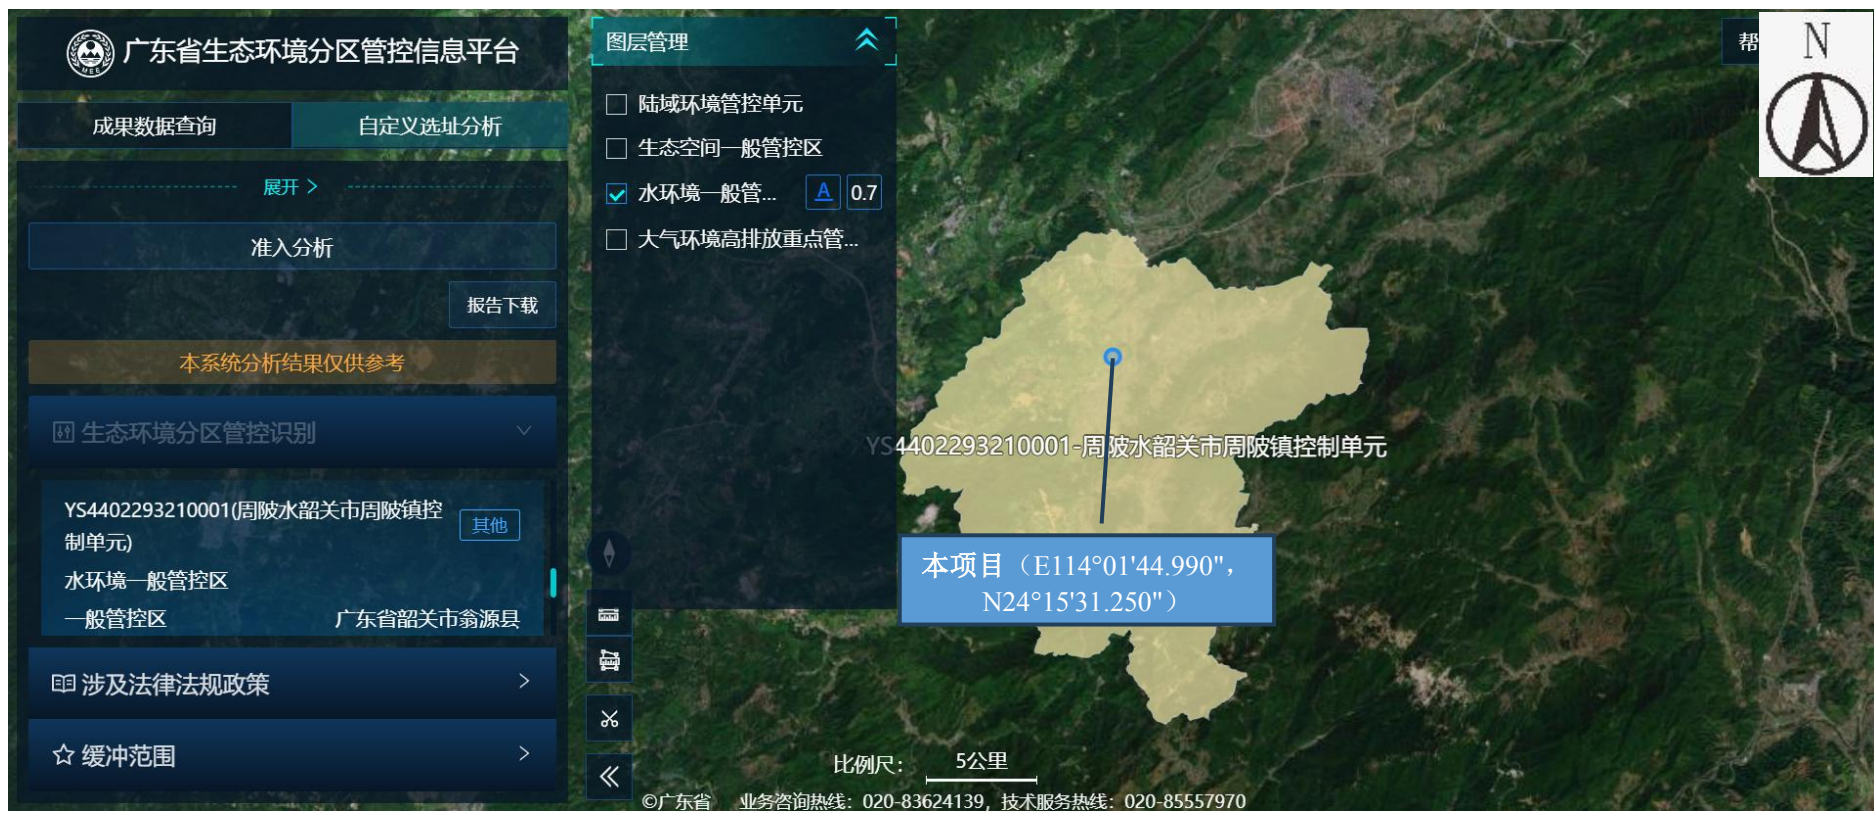 广东省生态环境分区管控信息平台
成果数据查询
自定义选址分析
展开 >
准入分析
报告下载
本系统分析结果仅供参考
生态环境分区管控识别
YS4402293210001(周陂水韶关市周陂镇控
制单元)
其他
水环境一般管控区
一般管控区
广东省韶关市翁源县
涉及法律法规政策
缓冲范围
图层管理
陆域环境管控单元
生态空间一般管控区
水环境一般管...
A
0.7
大气环境高排放重点管...
帮
N
YS4402293210001-周陂水韶关市周陂镇控制单元
本项目（E114°01'44.990"，
N24°15'31.250"）
比例尺：
5公里
©广东省 业务咨询热线：020-83624139，技术服务热线：020-85557970